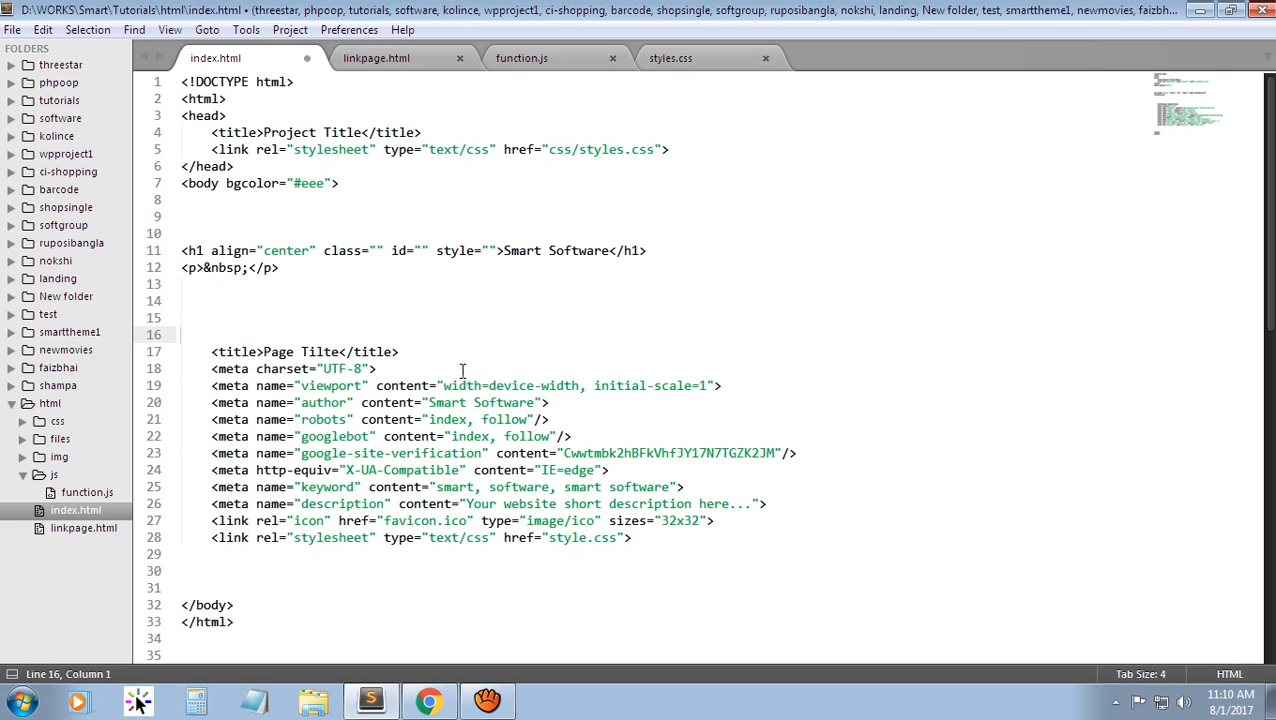 D:\WORKS\Smart\Tutorials\html\index.html • (threestar, phpoop, tutorials, software, kolince, wpproject1, ci-shopping, barcode, shopsingle, softgroup, ruposibangla, nokshi, landing, New folder, test, smarttheme1, newmovies, faizbh...
File Edit Selection Find View Goto Tools Project Preferences Help
FOLDERS
threestar
phpoop
tutorials
software
kolince
wpproject1
ci-shopping
barcode
shopsingle
softgroup
ruposibangla
nokshi
landing
New folder
test
smarttheme1
newmovies
faizbhai
shampa
html
css
files
img
js
function.js
index.html
linkpage.html
index.html linkpage.html function.js styles.css
1 <!DOCTYPE html>
2 <html>
3 <head>
4 <title>Project Title</title>
5 <link rel="stylesheet" type="text/css" href="css/styles.css">
6 </head>
7 <body bgcolor="#eee">
8
9
10
11 <h1 align="center" class="" id="" style="">Smart Software</h1>
12 <p>&nbsp;</p>
13
14
15
16
17 <title>Page Tilte</title>
18 <meta charset="UTF-8">
19 <meta name="viewport" content="width=device-width, initial-scale=1">
20 <meta name="author" content="Smart Software"/>
21 <meta name="robots" content="index, follow"/>
22 <meta name="googlebot" content="index, follow"/>
23 <meta name="google-site-verification" content="Cwwtmbk2hBFkVhfJY17N7TGZK2JM"/>
24 <meta http-equiv="X-UA-Compatible" content="IE=edge">
25 <meta name="keyword" content="smart, software, smart software">
26 <meta name="description" content="Your website short description here...">
27 <link rel="icon" href="favicon.ico" type="image/ico" sizes="32x32">
28 <link rel="stylesheet" type="text/css" href="style.css">
29
30
31
32 </body>
33 </html>
34
35
Line 16, Column 1 Tab Size: 4 HTML
11:10 AM
8/1/2017